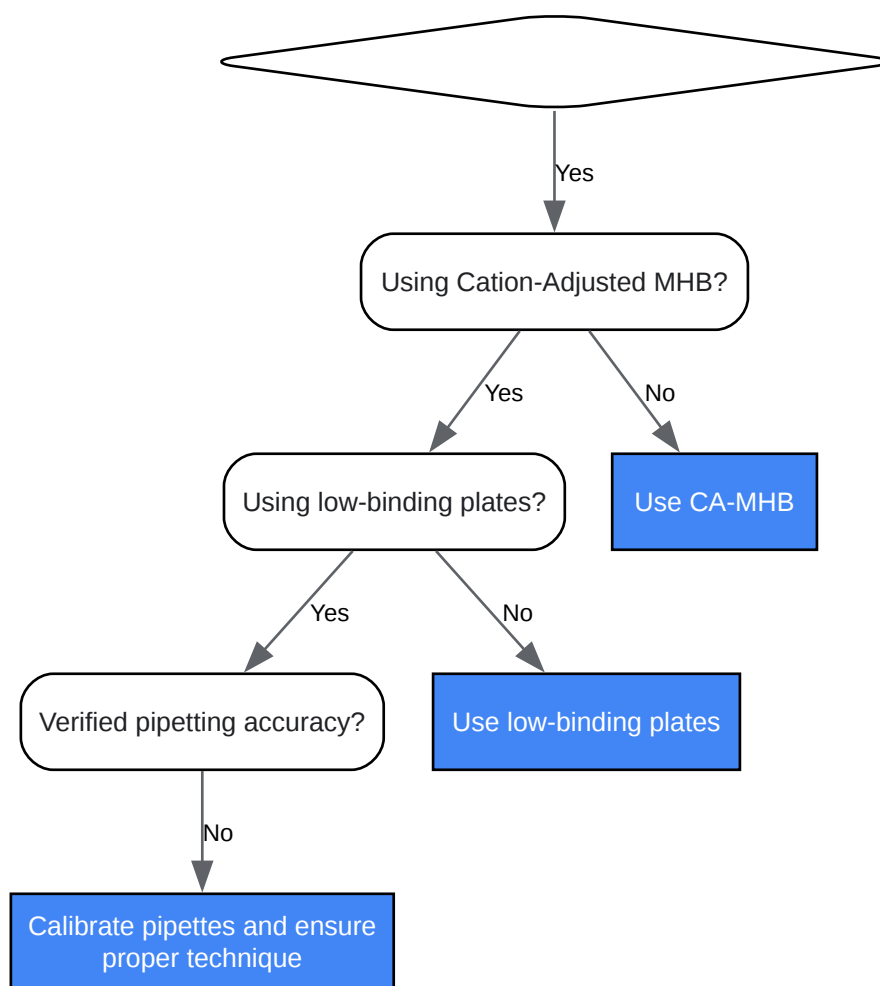 Yes
Using Cation-Adjusted MHB?
Yes
No
Using low-binding plates?
Use CA-MHB
Yes
No
Verified pipetting accuracy?
Use low-binding plates
No
Calibrate pipettes and ensure
proper technique